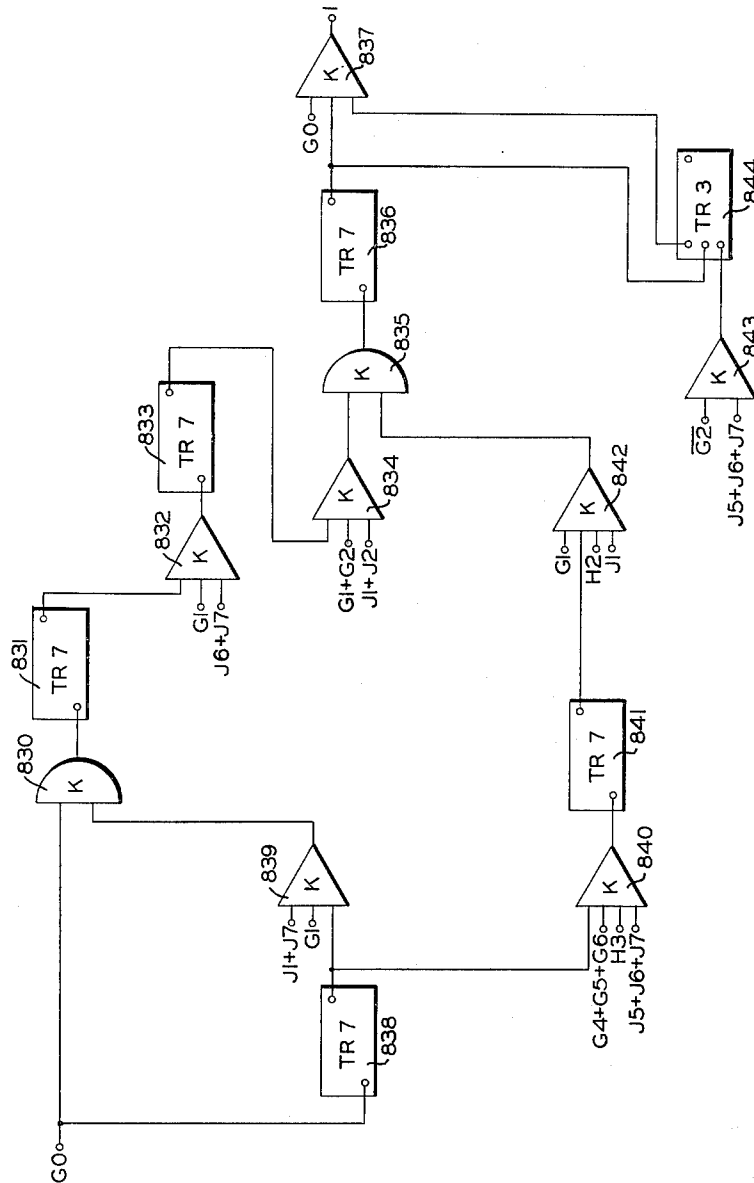 G0
830
K
831
TR 7
832
K
G1
J6+J7
833
TR 7
834
K
G1+G2
J1+J2
835
K
836
TR 7
837
K
G0
I
838
TR 7
839
K
J1+J7
G1
840
K
G4+G5+G6
H3
J5+J6+J7
841
TR 7
842
K
G1
H2
J1
843
K
G2
J5+J6+J7
844
TR 3